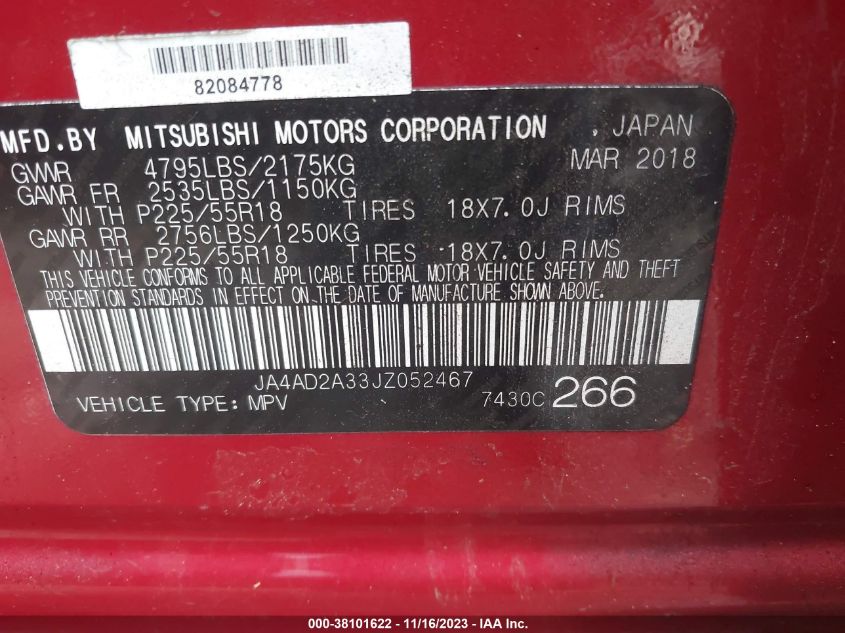 82084778
MFD.BY MITSUBISHI MOTORS CORPORATION , JAPAN
GVWR 4795LBS/2175KG MAR 2018
GAWR FR 2535LBS/1150KG
WITH P225/55R18 TIRES 18X7.0J RIMS
GAWR RR 2756LBS/1250KG
WITH P225/55R18 TIRES 18X7.0J RIMS
THIS VEHICLE CONFORMS TO ALL APPLICABLE FEDERAL MOTOR VEHICLE SAFETY AND THEFT
PREVENTION STANDARDS IN EFFECT ON THE DATE OF MANUFACTURE SHOWN ABOVE.
JA4AD2A33JZ052467
VEHICLE TYPE: MPV 7430C 266
000-38101622 - 11/16/2023 - IAA Inc.